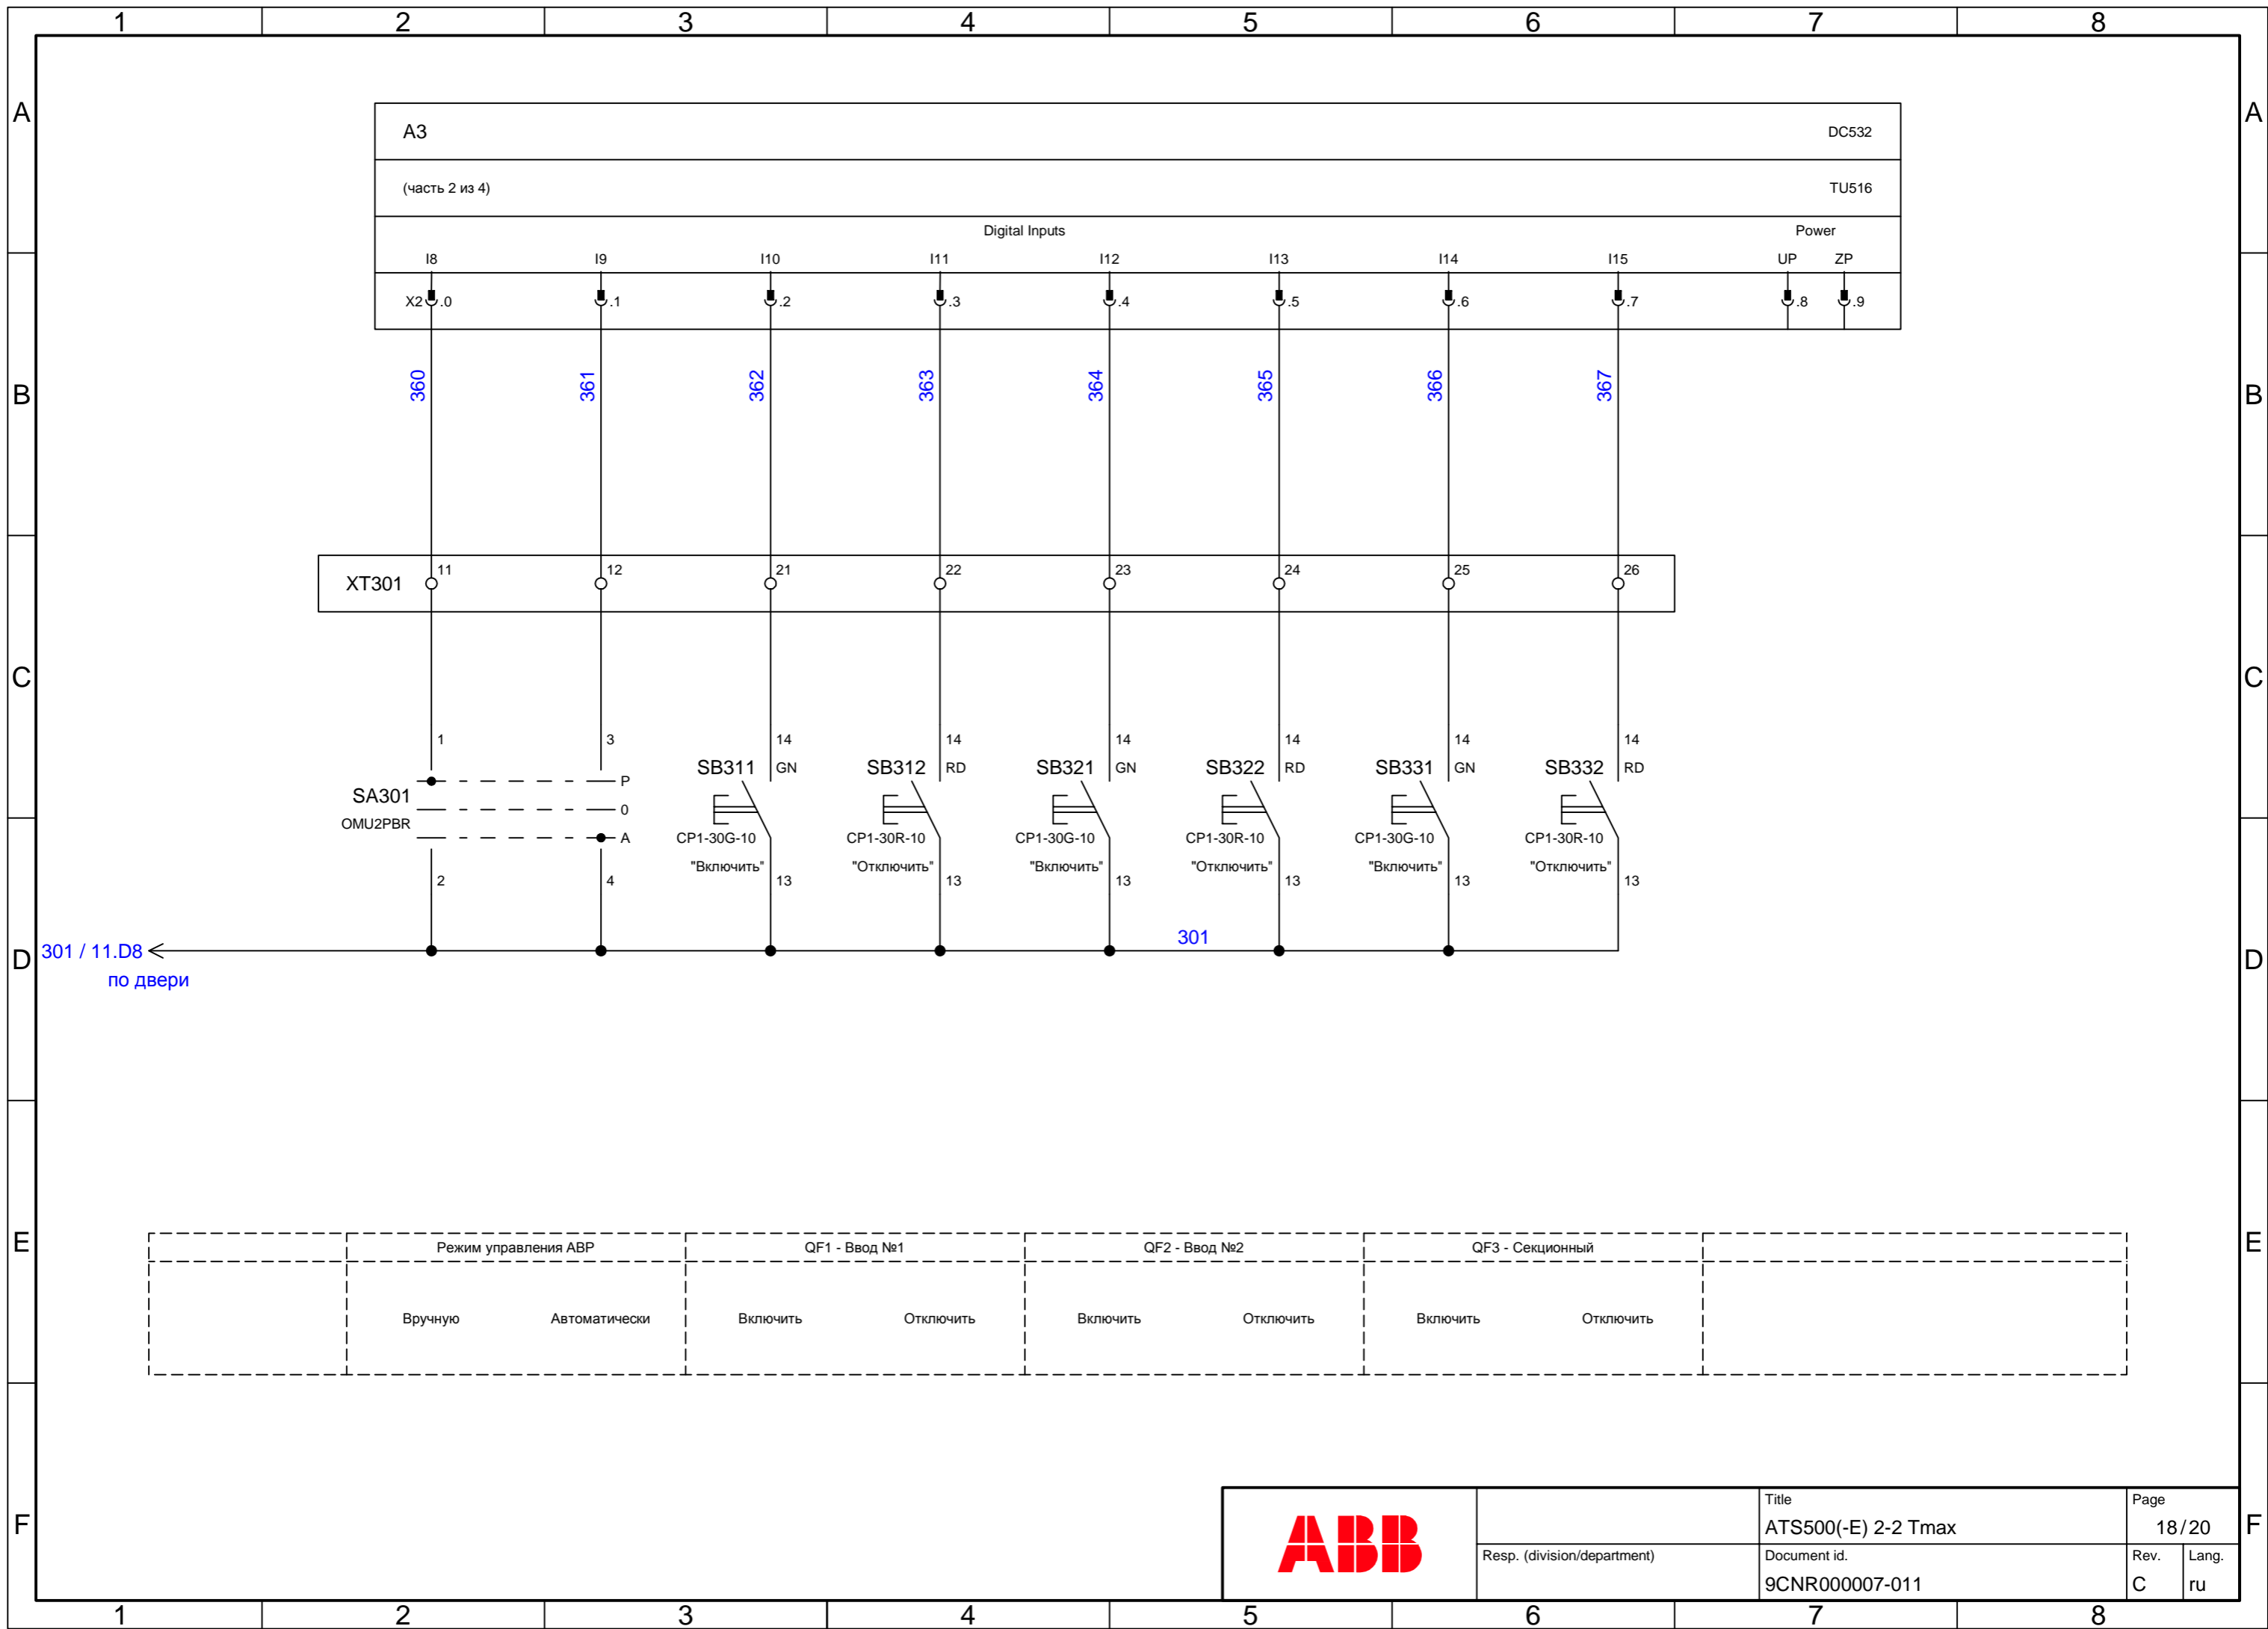 1 2 3 4 5 6 7 8
A A
A3 DC532
(часть 2 из 4) TU516
Digital Inputs Power
I8 I9 I10 I11 I12 I13 I14 I15 UP ZP
X2 .0 .1 .2 .3 .4 .5 .6 .7 .8 .9
360 361 362 363 364 365 366 367
B B
XT301 11 12 21 22 23 24 25 26
C C
1 3 14 14 14 14 14 14
SB311 GN SB312 RD SB321 GN SB322 RD SB331 GN SB332 RD
P
SA301
0
OMU2PBR
A CP1-30G-10 CP1-30R-10 CP1-30G-10 CP1-30R-10 CP1-30G-10 CP1-30R-10
"Включить" "Отключить" "Включить" "Отключить" "Включить" "Отключить"
2 4 13 13 13 13 13 13
301
D 301 / 11.D8 D
по двери
E E
Режим управления АВР QF1 - Ввод №1 QF2 - Ввод №2 QF3 - Секционный
Вручную Автоматически Включить Отключить Включить Отключить Включить Отключить
F F
ABB
Title
ATS500(-E) 2-2 Tmax
Page
18/20
Resp. (division/department)
Document id.
9CNR000007-011
Rev.
C
Lang.
ru
1 2 3 4 5 6 7 8